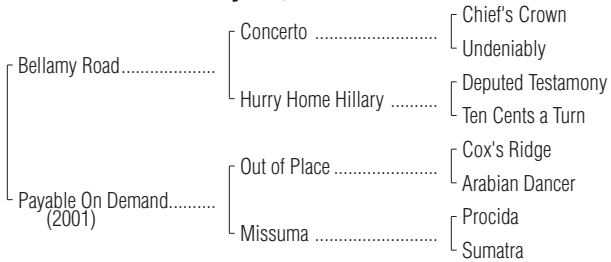 Chief's Crown
Concerto ....................
Undeniably
Bellamy Road...................
Deputed Testamony
Hurry Home Hillary ..........
Ten Cents a Turn
Cox's Ridge
Out of Place ......................
Arabian Dancer
Payable On Demand..........
(2001)
Procida
Missuma ..........................
Sumatra